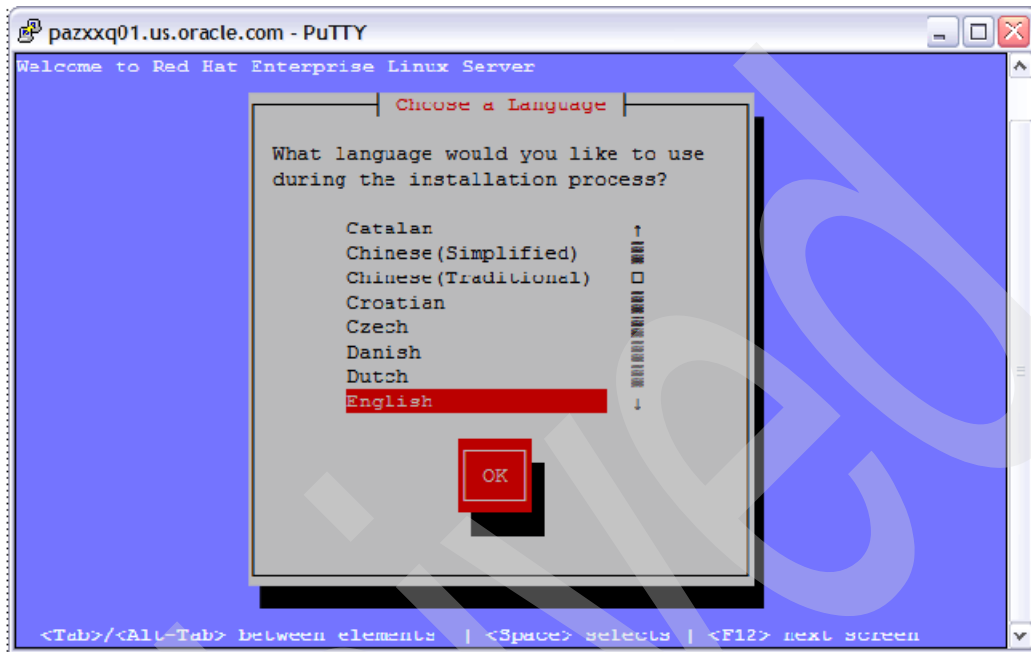 pazxxq01.us.oracle.com - PuTTY
Welcome to Red Hat Enterprise Linux Server
Choose a Language
What language would you like to use
during the installation process?
Catalan
Chinese(Simplified)
Chinese(Traditional)
Croatian
Czech
Danish
Dutch
English
OK
<Tab>/<Alt-Tab> between elements | <Space> selects | <F12> next screen